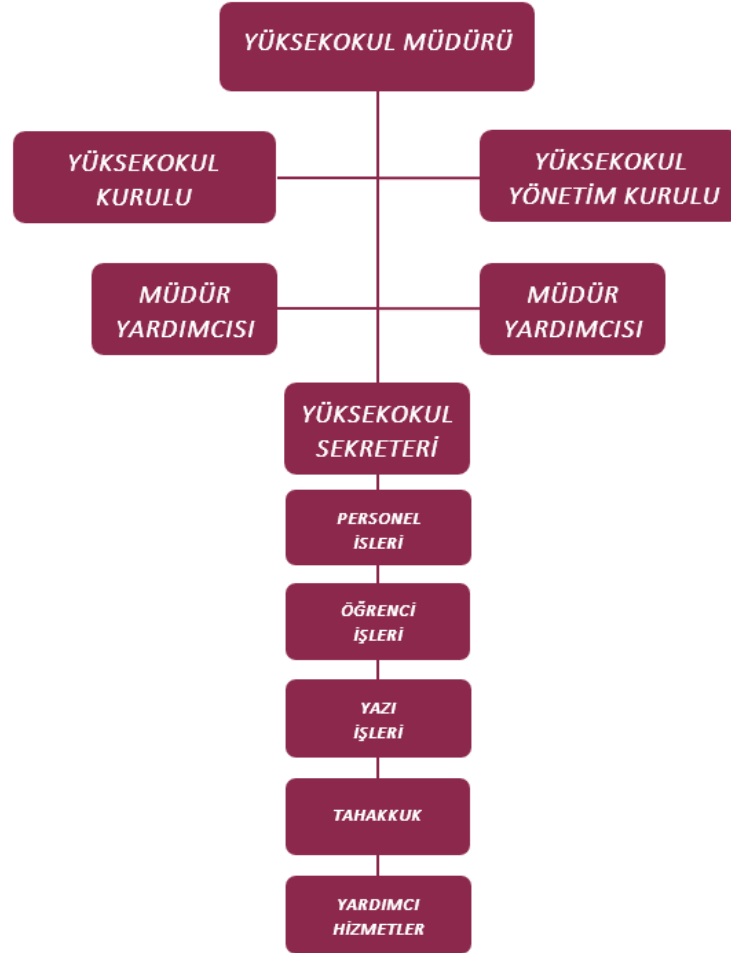 YÜKSEKOKUL MÜDÜRÜ
YÜKSEKOKUL
KURULU
YÜKSEKOKUL
YÖNETİM KURULU
MÜDÜR
YARDIMCISI
MÜDÜR
YARDIMCISI
YÜKSEKOKUL
SEKRETERİ
PERSONEL
İSLERİ
ÖĞRENCİ
İŞLERİ
YAZI
İŞLERİ
TAHAKKUK
YARDIMCI
HİZMETLER